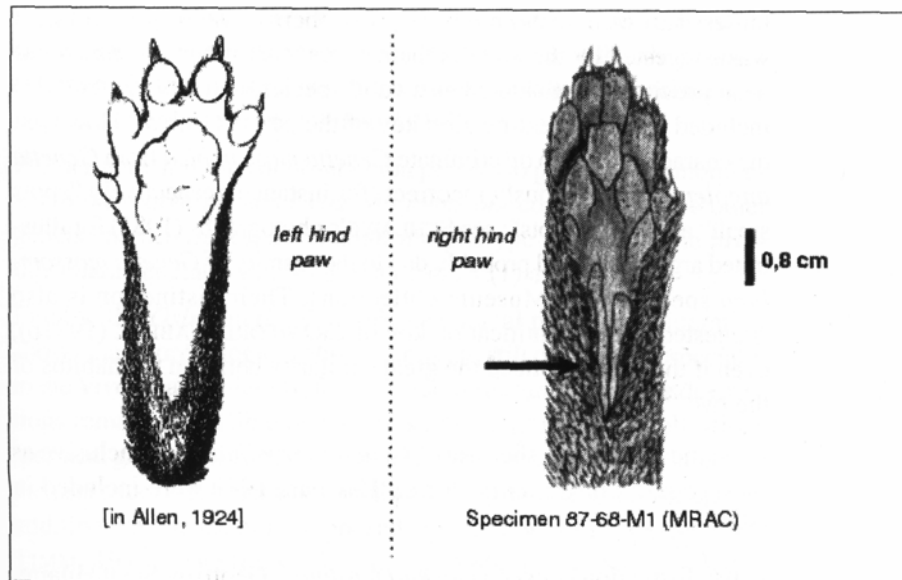 left hind
paw
[in Allen, 1924]
right hind
paw
0,8 cm
Specimen 87-68-M1 (MRAC)